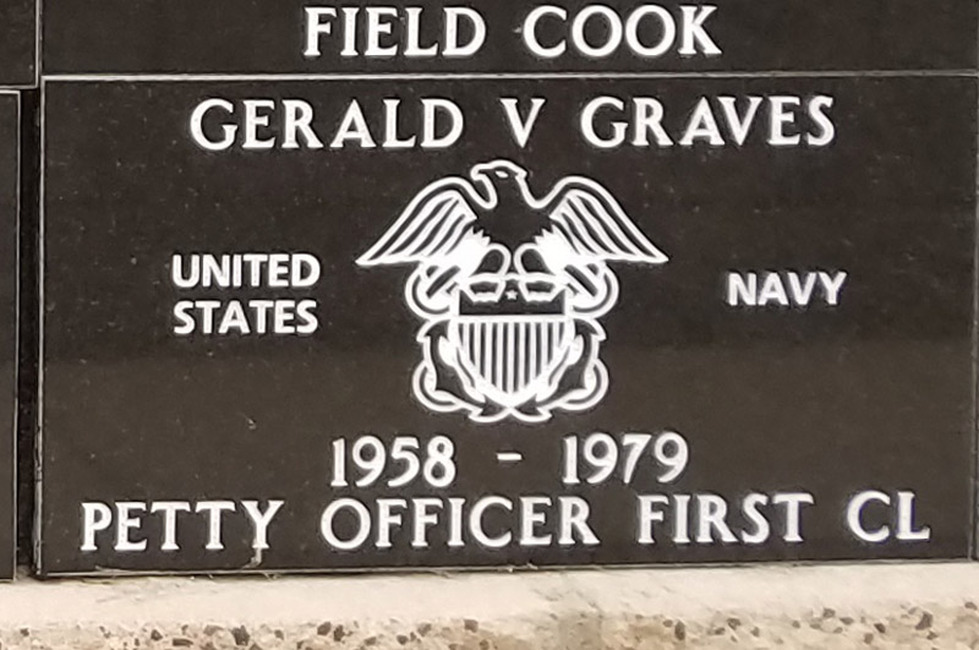 FIELD COOK
GERALD V GRAVES
UNITED
STATES
NAVY
1958 - 1979
PETTY OFFICER FIRST CL